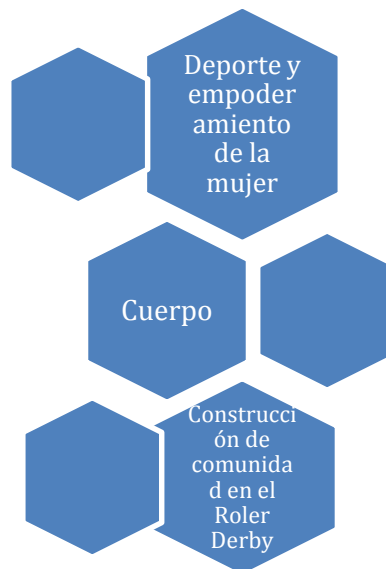 Deporte y
empoder
amiento
de la
mujer
Cuerpo
Construcci
ón de
comunida
d en el
Roler
Derby